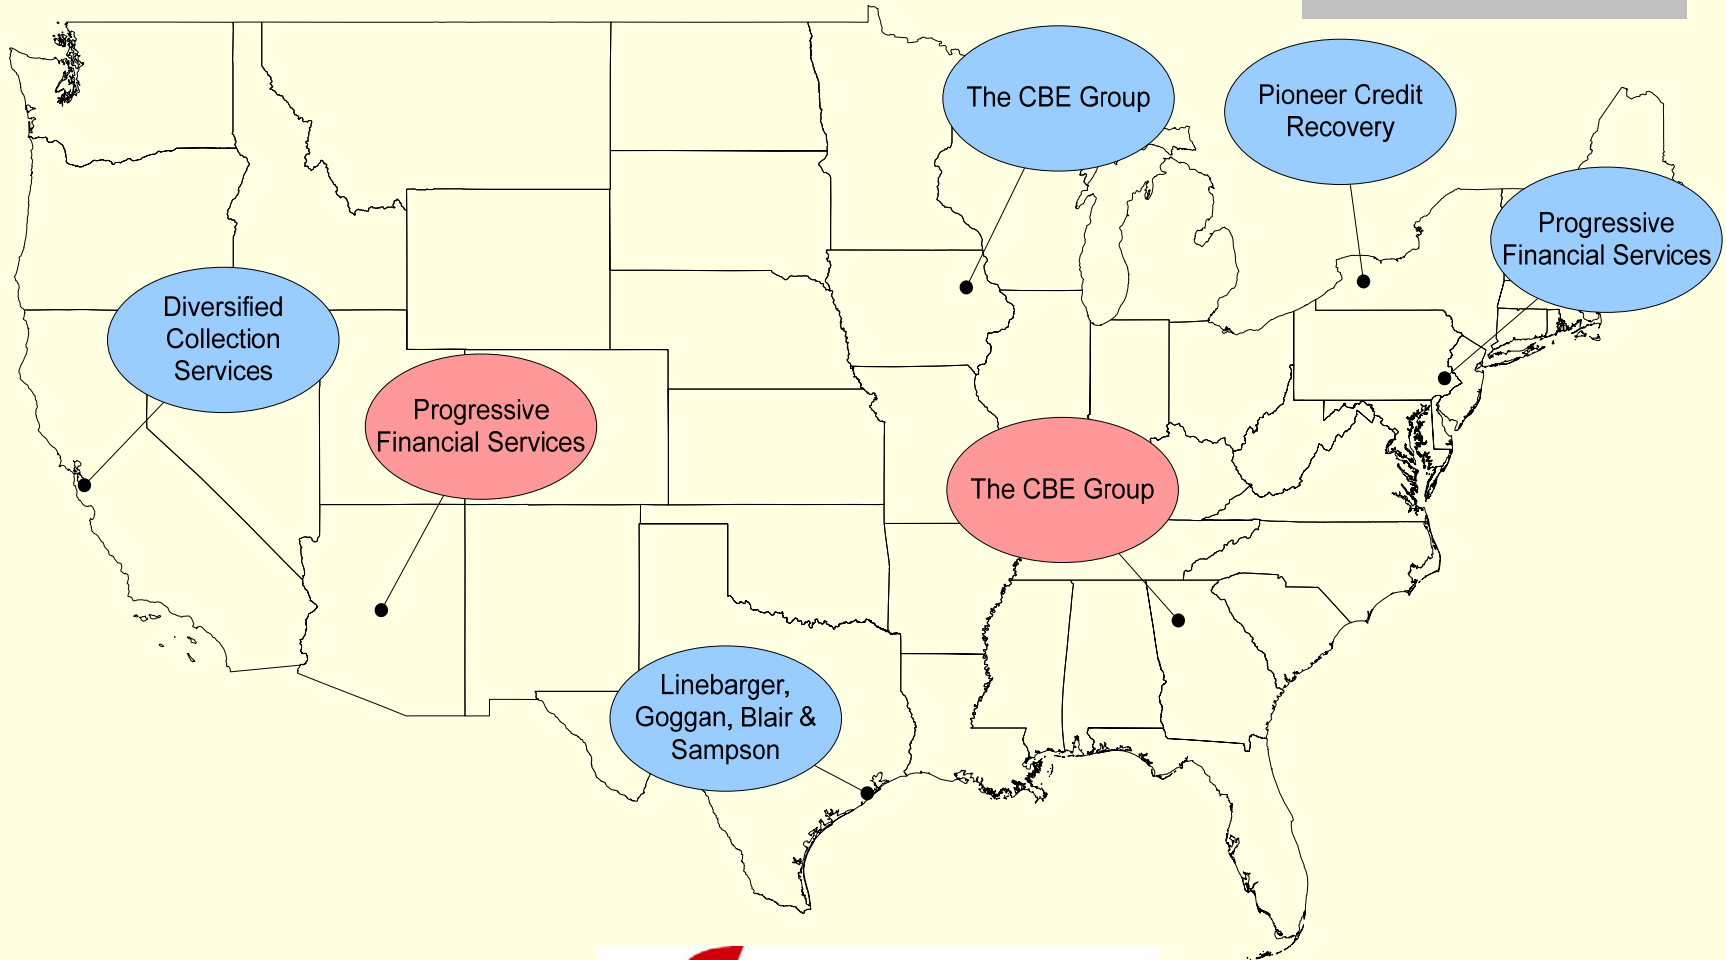 The CBE Group
Pioneer Credit
Recovery
Progressive
Financial Services
Diversified
Collection
Services
Progressive
Financial Services
The CBE Group
Linebarger,
Goggan, Blair &
Sampson